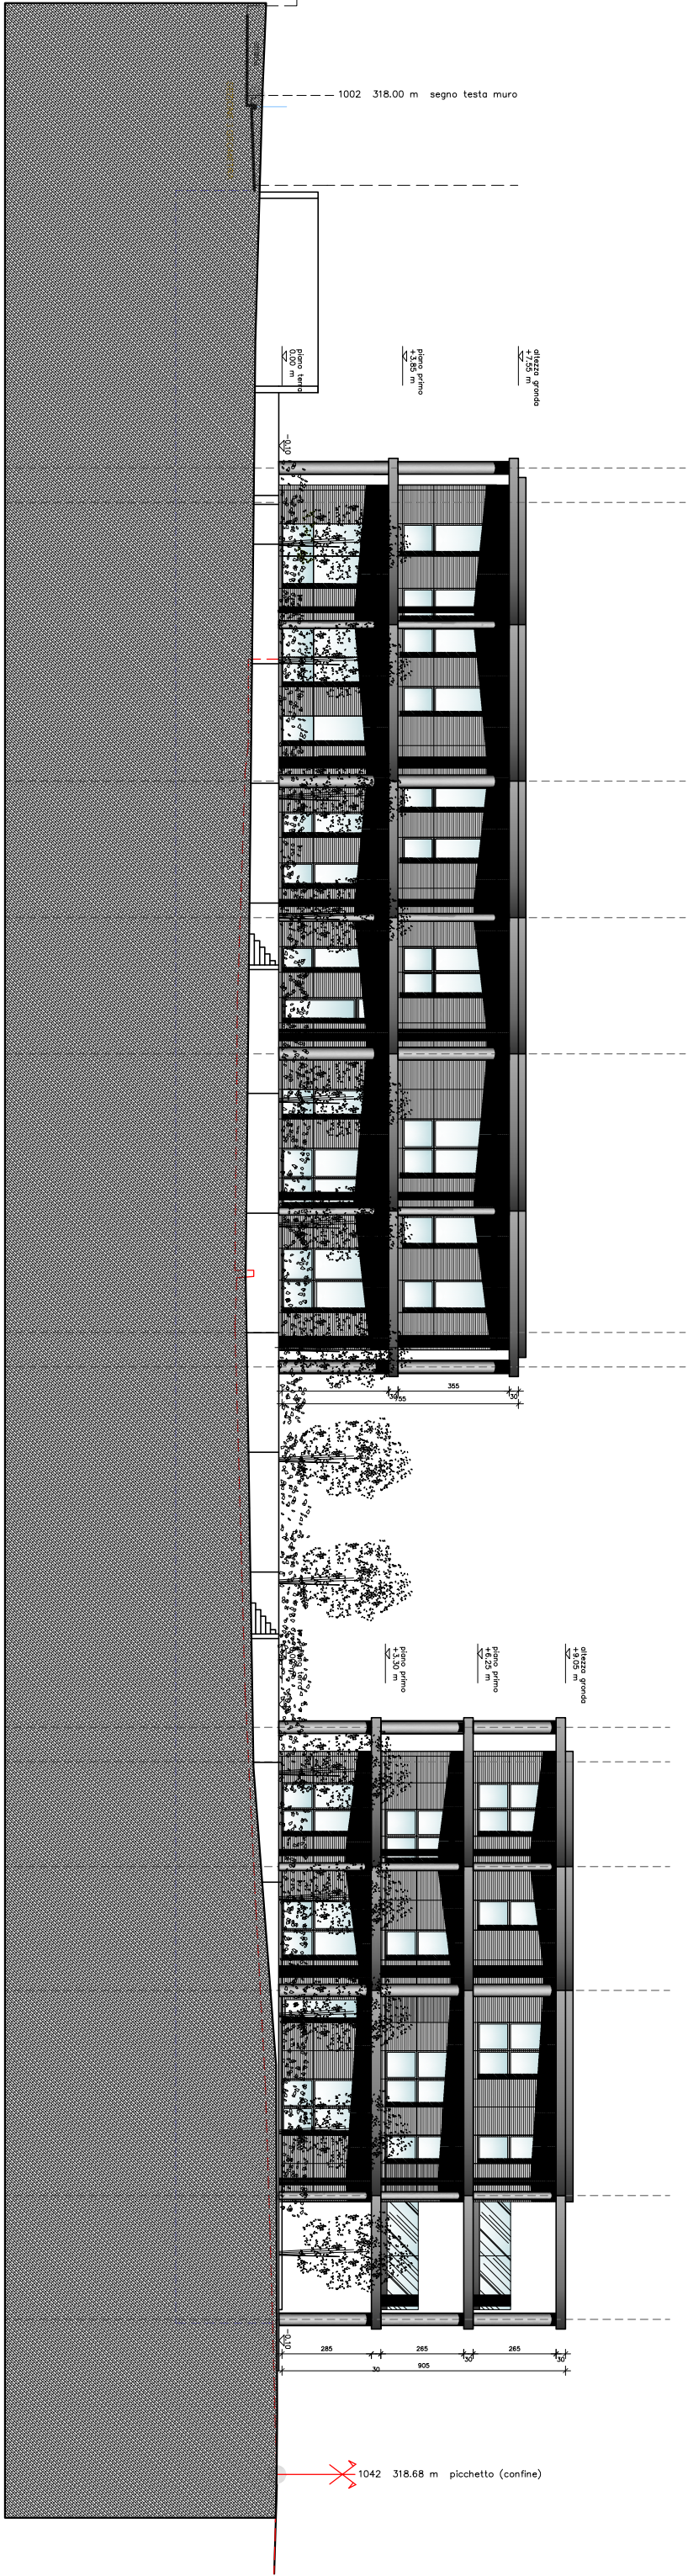 1002 318.00 m segno testa muro
altezza gronda
+7.55 m
piano primo
+3.85 m
piano terra
0.00 m
-0.10
340
30
355
30
755
altezza gronda
+9.05 m
piano primo
+6.25 m
piano primo
+3.30 m
-0.10
285
30
265
30
265
30
905
1042 318.68 m picchetto (confine)